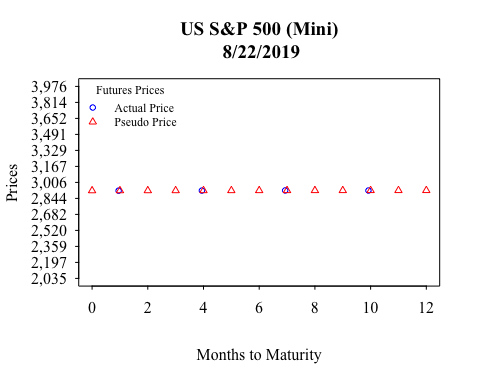 US S&P 500 (Mini)
8/22/2019
Futures Prices
Actual Price
Pseudo Price
Prices
3,976
3,814
3,652
3,491
3,329
3,167
3,006
2,844
2,682
2,520
2,359
2,197
2,035
0 2 4 6 8 10 12
Months to Maturity